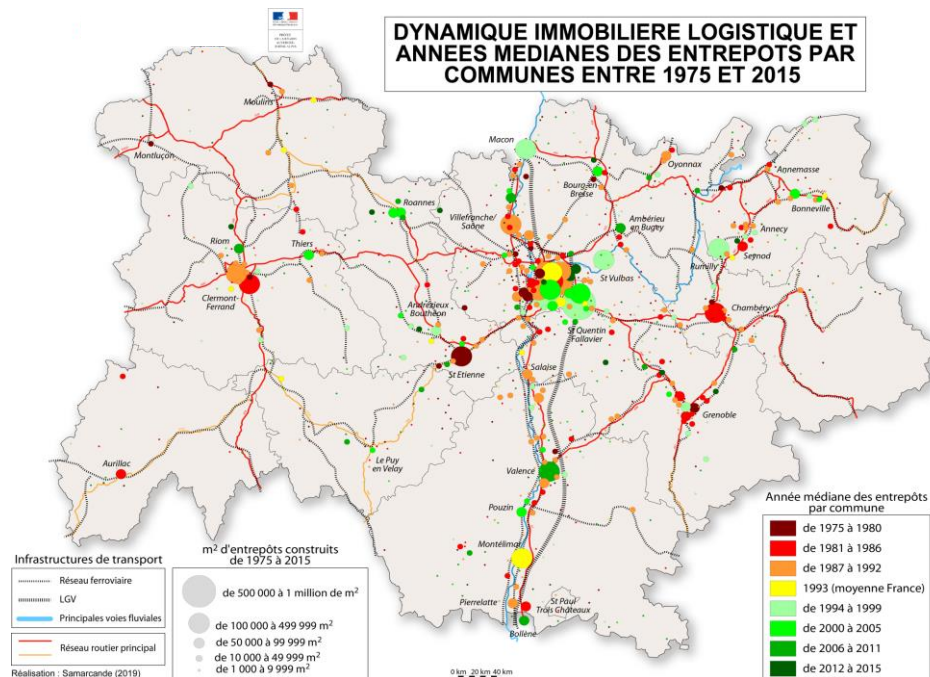 DYNAMIQUE IMMOBILIERE LOGISTIQUE ET
ANNEES MEDIANES DES ENTREPOTS PAR
COMMUNES ENTRE 1975 ET 2015
Moulins
Montluçon
Macon
Oyonnax
Annemasse
Bourg-en
Bresse
Bonneville
Roannes
Villefranche/
Saône
Ambérieu
en Bugey
Annecy
Riom
Thiers
Rumilly
Seynod
St Vulbas
Clermont-
Ferrand
Andrézieux
Bouthéon
Chambéry
St Quentin
Fallavier
St Etienne
Salaise
Grenoble
Le Puy
en Velay
Aurillac
Valence
Pouzin
Montélimar
Pierrelatte
St Paul
Trois Châteaux
Bollène
0 km 20 km 40 km
Infrastructures de transport
Réseau ferroviaire
LGV
Principales voies fluviales
Réseau routier principal
Réalisation : Samarcande (2019)
m² d'entrepôts construits
de 1975 à 2015
de 500 000 à 1 million de m²
de 100 000 à 499 999 m²
de 50 000 à 99 999 m²
de 10 000 à 49 999 m²
de 1 000 à 9 999 m²
Année médiane des entrepôts
par commune
de 1975 à 1980
de 1981 à 1986
de 1987 à 1992
1993 (moyenne France)
de 1994 à 1999
de 2000 à 2005
de 2006 à 2011
de 2012 à 2015